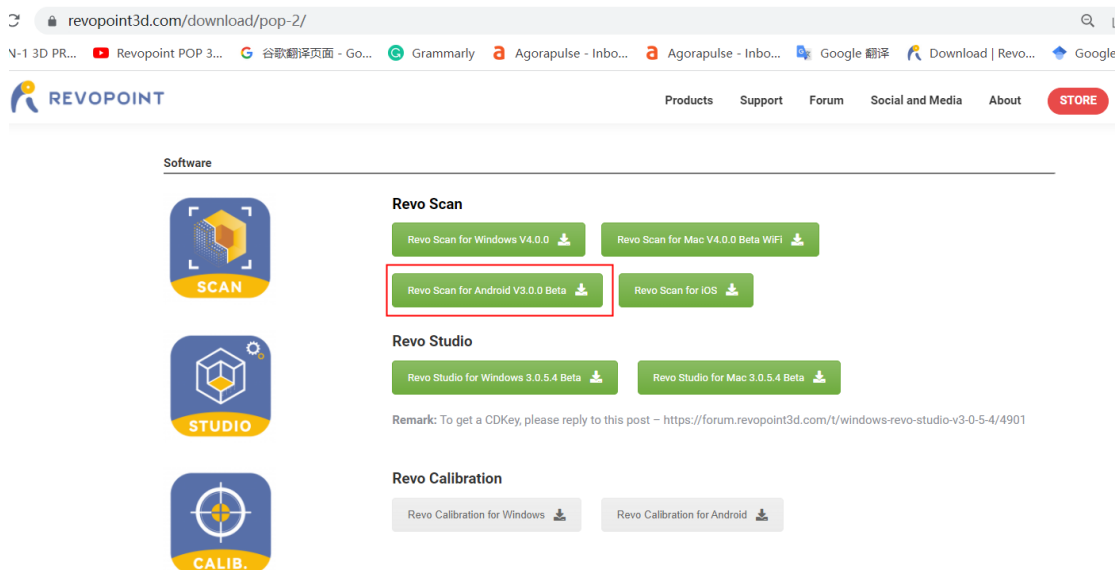 revopoint3d.com/download/pop-2/
N-1 3D PR... Revopoint POP 3... 谷歌翻译页面 - Go... Grammarly Agorapulse - Inbo... Agorapulse - Inbo... Google 翻译 Download | Revo... Google
REVOPOINT Products Support Forum Social and Media About STORE
Software
SCAN
Revo Scan
Revo Scan for Windows V4.0.0 Revo Scan for Mac V4.0.0 Beta WiFi
Revo Scan for Android V3.0.0 Beta Revo Scan for iOS
STUDIO
Revo Studio
Revo Studio for Windows 3.0.5.4 Beta Revo Studio for Mac 3.0.5.4 Beta
Remark: To get a CDKey, please reply to this post – https://forum.revopoint3d.com/t/windows-revo-studio-v3-0-5-4/4901
CALIB.
Revo Calibration
Revo Calibration for Windows Revo Calibration for Android